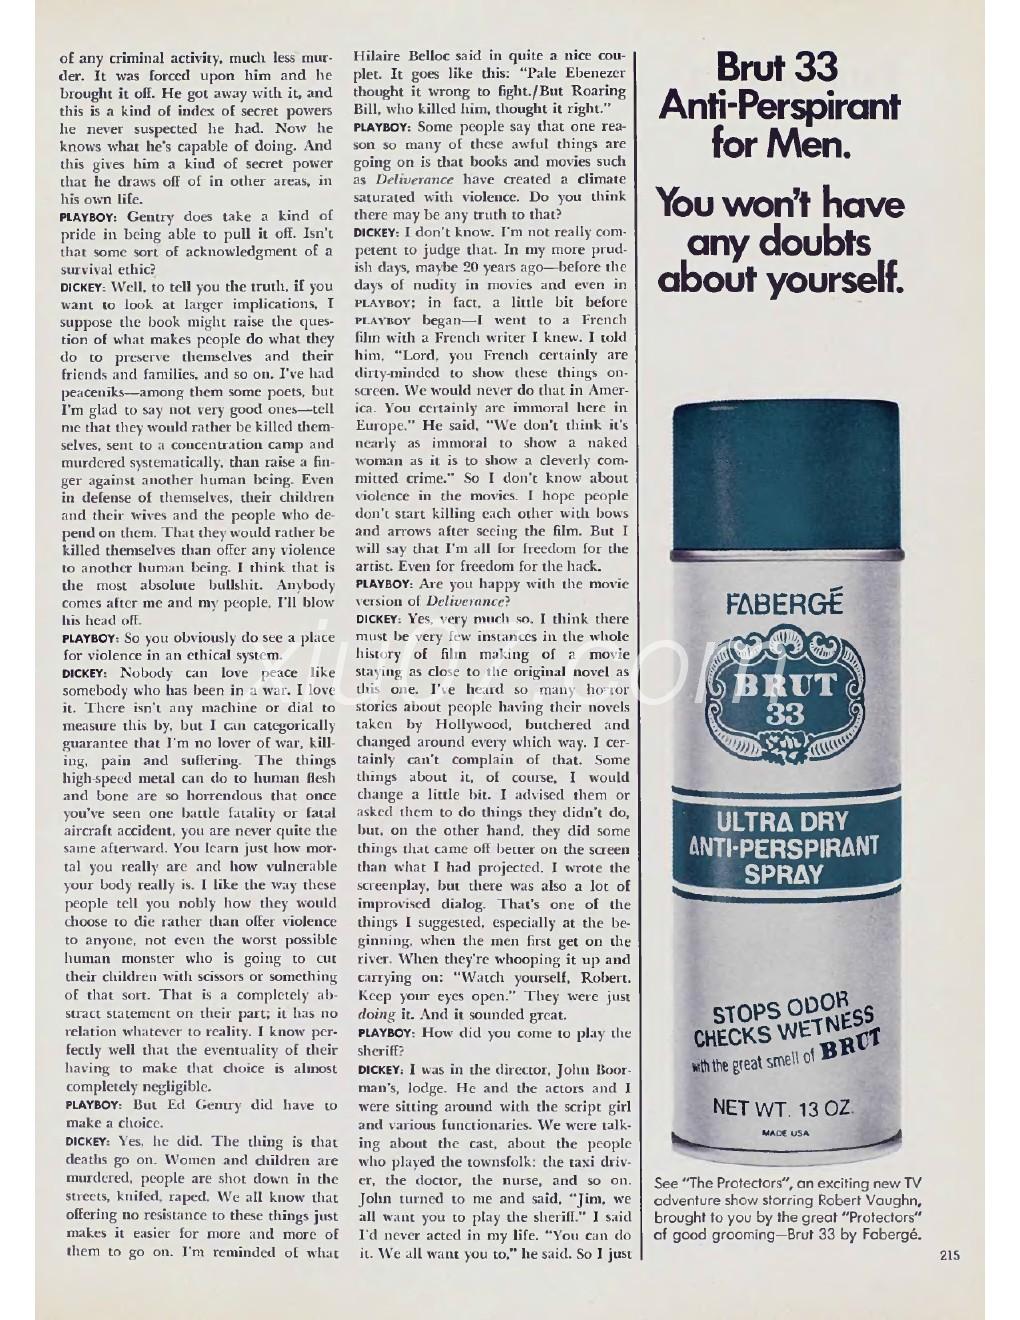 of any criminal activity, much less mur-
der. It was forced upon him and he
brought it off. He got away with it, and
this is a kind of index of secret powers
he never suspected he had. Now he
knows what he's capable of doing. And
this gives him a kind of secret power
that he draws off of in other areas, in
his own life.
PLAYBOY: Gentry does take a kind of
pride in being able to pull it off. Isn't
that some sort of acknowledgment of a
survival ethic?
DICKEY: Well, to tell you the truth, if you
want to look at larger implications, I
suppose the book might raise the ques-
tion of what makes people do what they
do to preserve themselves and their
friends and families, and so on. I've had
peaceniks—among them some poets, but
I'm glad to say not very good ones—tell
me that they would rather be killed them-
selves, sent to a concentration camp and
murdered systematically, than raise a fin-
ger against another human being. Even
in defense of themselves, their children
and their wives and the people who de-
pend on them. That they would rather be
killed themselves than offer any violence
to another human being. I think that is
the most absolute bullshit. Anybody
comes after me and my people, I'll blow
his head off.
PLAYBOY: So you obviously do see a place
for violence in an ethical system.
DICKEY: Nobody can love peace like
somebody who has been in a war. I love
it. There isn't any machine or dial to
measure this by, but I can categorically
guarantee that I'm no lover of war, kill-
ing, pain and suffering. The things
high-speed metal can do to human flesh
and bone are so horrendous that once
you've seen one battle fatality or fatal
aircraft accident, you are never quite the
same afterward. You learn just how mor-
tal you really are and how vulnerable
your body really is. I like the way these
people tell you nobly how they would
choose to die rather than offer violence
to anyone, not even the worst possible
human monster who is going to cut
their children with scissors or something
of that sort. That is a completely ab-
stract statement on their part; it has no
relation whatever to reality. I know per-
fectly well that the eventuality of their
having to make that choice is almost
completely negligible.
PLAYBOY: But Ed Gentry did have to
make a choice.
DICKEY: Yes, he did. The thing is that
deaths go on. Women and children are
murdered, people are shot down in the
streets, knifed, raped. We all know that
offering no resistance to these things just
makes it easier for more and more of
them to go on. I'm reminded of what
Hilaire Belloc said in quite a nice cou-
plet. It goes like this: "Pale Ebenezer
thought it wrong to fight./But Roaring
Bill, who killed him, thought it right."
PLAYBOY: Some people say that one rea-
son so many of these awful things are
going on is that books and movies such
as Deliverance have created a climate
saturated with violence. Do you think
there may be any truth to that?
DICKEY: I don't know. I'm not really com-
petent to judge that. In my more prud-
ish days, maybe 20 years ago—before the
days of nudity in movies and even in
PLAYBOY; in fact, a little bit before
PLAYBOY began—I went to a French
film with a French writer I knew. I told
him, "Lord, you French certainly are
dirty-minded to show these things on-
screen. We would never do that in Amer-
ica. You certainly are immoral here in
Europe." He said, "We don't think it's
nearly as immoral to show a naked
woman as it is to show a cleverly com-
mitted crime." So I don't know about
violence in the movies. I hope people
don't start killing each other with bows
and arrows after seeing the film. But I
will say that I'm all for freedom for the
artist. Even for freedom for the hack.
PLAYBOY: Are you happy with the movie
version of Deliverance?
DICKEY: Yes, very much so. I think there
must be very few instances in the whole
history of film making of a movie
staying as close to the original novel as
this one. I've heard so many horror
stories about people having their novels
taken by Hollywood, butchered and
changed around every which way. I cer-
tainly can't complain of that. Some
things about it, of course, I would
change a little bit. I advised them or
asked them to do things they didn't do,
but, on the other hand, they did some
things that came off better on the screen
than what I had projected. I wrote the
screenplay, but there was also a lot of
improvised dialog. That's one of the
things I suggested, especially at the be-
ginning, when the men first get on the
river. When they're whooping it up and
carrying on: "Watch yourself, Robert.
Keep your eyes open." They were just
doing it. And it sounded great.
PLAYBOY: How did you come to play the
sheriff?
DICKEY: I was in the director, John Boor-
man's, lodge. He and the actors and I
were sitting around with the script girl
and various functionaries. We were talk-
ing about the cast, about the people
who played the townsfolk: the taxi driv-
er, the doctor, the nurse, and so on.
John turned to me and said, "Jim, we
all want you to play the sheriff." I said
I'd never acted in my life. "You can do
it. We all want you to," he said. So I just
Brut 33
Anti-Perspirant
for Men.
You won't have
any doubts
about yourself.
FABERGÉ
BRUT
33
ULTRA DRY
ANTI-PERSPIRANT
SPRAY
STOPS ODOR
CHECKS WETNESS
with the great smell of BRUT
NET WT. 13 OZ.
MADE USA
See "The Protectors", an exciting new TV
adventure show starring Robert Vaughn,
brought to you by the great "Protectors"
of good grooming—Brut 33 by Fabergé.
215